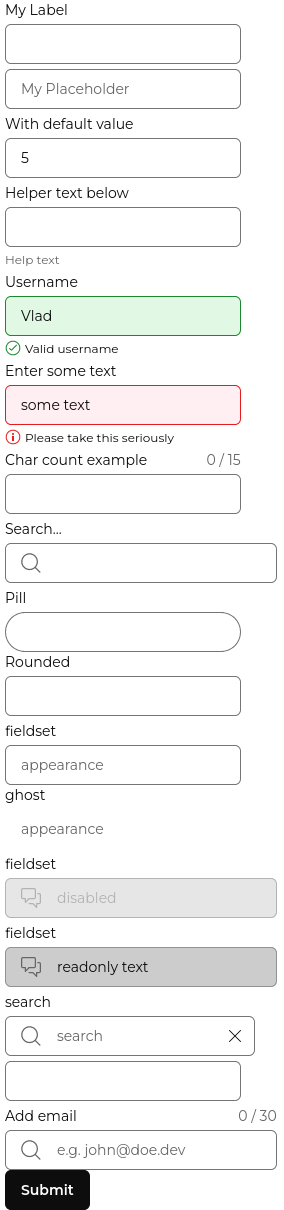 My Label
My Placeholder
With default value
5
Helper text below
Help text
Username
Vlad
Valid username
Enter some text
some text
Please take this seriously
Char count example 0 / 15
Search...
Pill
Rounded
fieldset
appearance
ghost
appearance
fieldset
disabled
fieldset
readonly text
search
search
Add email 0 / 30
e.g. john@doe.dev
Submit